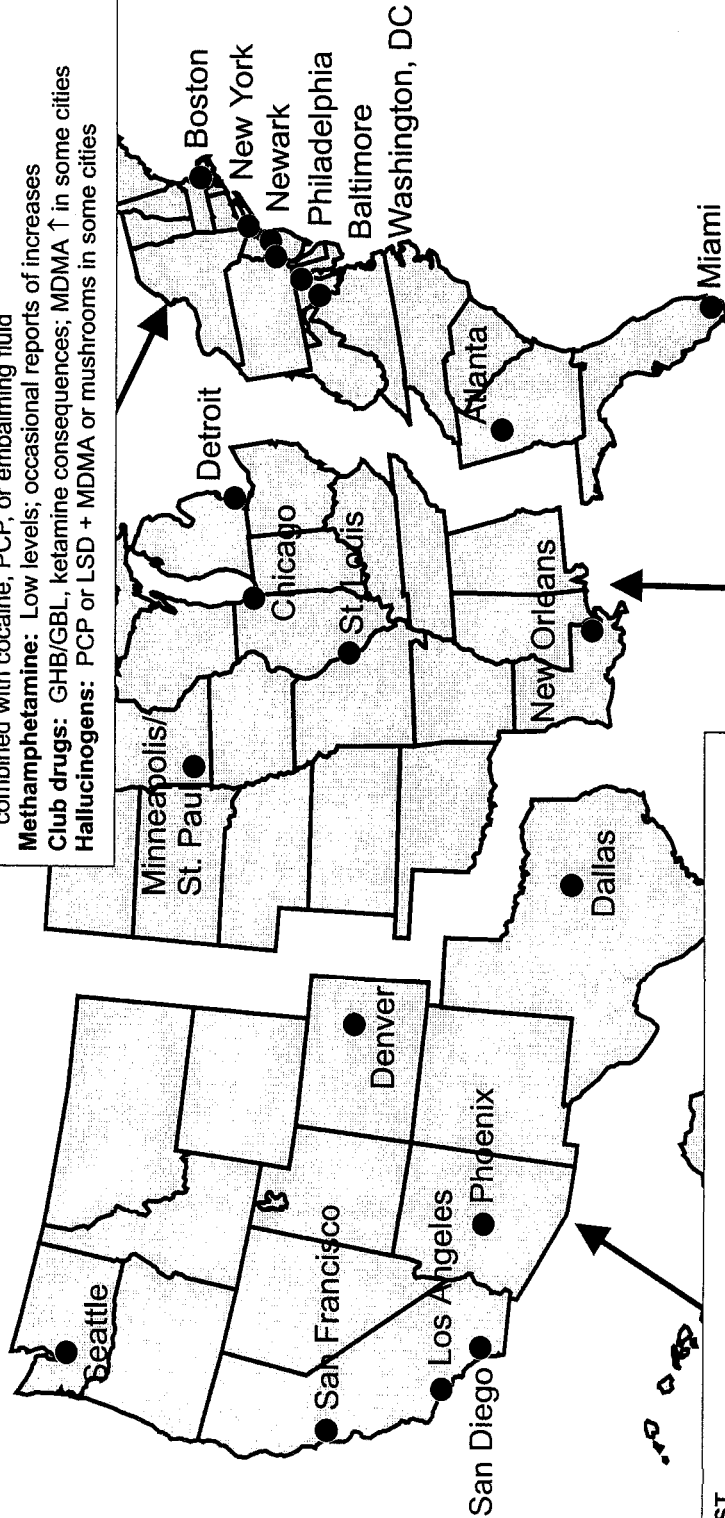 combined with cocaine, PCP, or embalming fluid
Methamphetamine: Low levels; occasional reports of increases
Club drugs: GHB/GBL, ketamine consequences; MDMA ↑ in some cities
Hallucinogens: PCP or LSD + MDMA or mushrooms in some cities
Seattle
San Francisco
Los Angeles
San Diego
Phoenix
Denver
Minneapolis/
St. Paul
Dallas
Detroit
Chicago
St. Louis
New Orleans
Boston
New York
Newark
Philadelphia
Baltimore
Washington, DC
Atlanta
Miami
ST